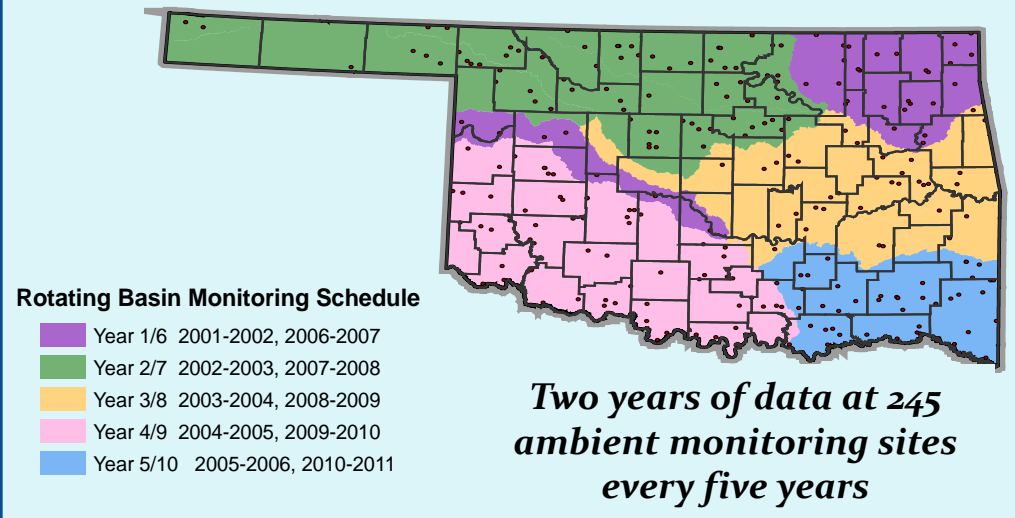 Rotating Basin Monitoring Schedule
Year 1/6 2001-2002, 2006-2007
Year 2/7 2002-2003, 2007-2008
Year 3/8 2003-2004, 2008-2009
Year 4/9 2004-2005, 2009-2010
Year 5/10 2005-2006, 2010-2011
Two years of data at 245
ambient monitoring sites
every five years